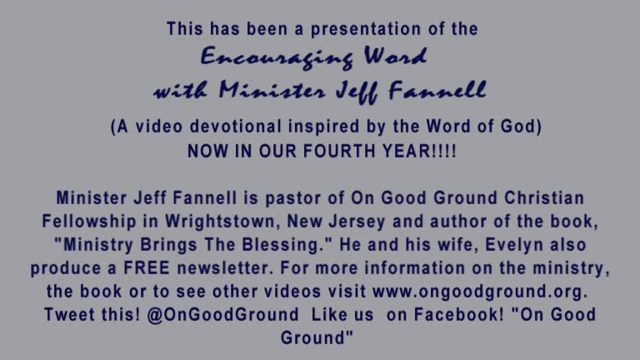 This has been a presentation of the
Encouraging Word
with Minister Jeff Fannell
(A video devotional inspired by the Word of God)
NOW IN OUR FOURTH YEAR!!!!
Minister Jeff Fannell is pastor of On Good Ground Christian
Fellowship in Wrightstown, New Jersey and author of the book,
"Ministry Brings The Blessing." He and his wife, Evelyn also
produce a FREE newsletter. For more information on the ministry,
the book or to see other videos visit www.ongoodground.org.
Tweet this! @OnGoodGround  Like us  on Facebook! "On Good
Ground"